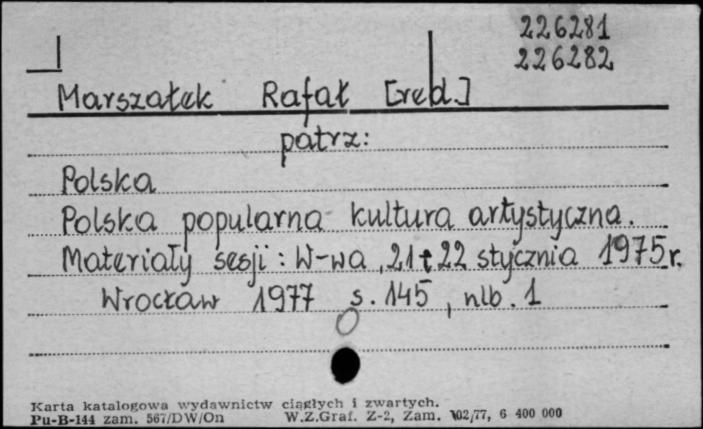 226281
226282
Marszałek Rafał [red.]
patrz:
Polska
Polska popularna kultura artystyczna.
Materiały sesji: W-wa, 21 i 22 stycznia 1975 r.
Wrocław 1977 s. 145, nlb. 1
Karta katalogowa wydawnictw ciągłych i zwartych.
Pu-B-144 zam. 567/DW/On W.Z.Graf. Z-2, Zam. 102/77, 6 400 000